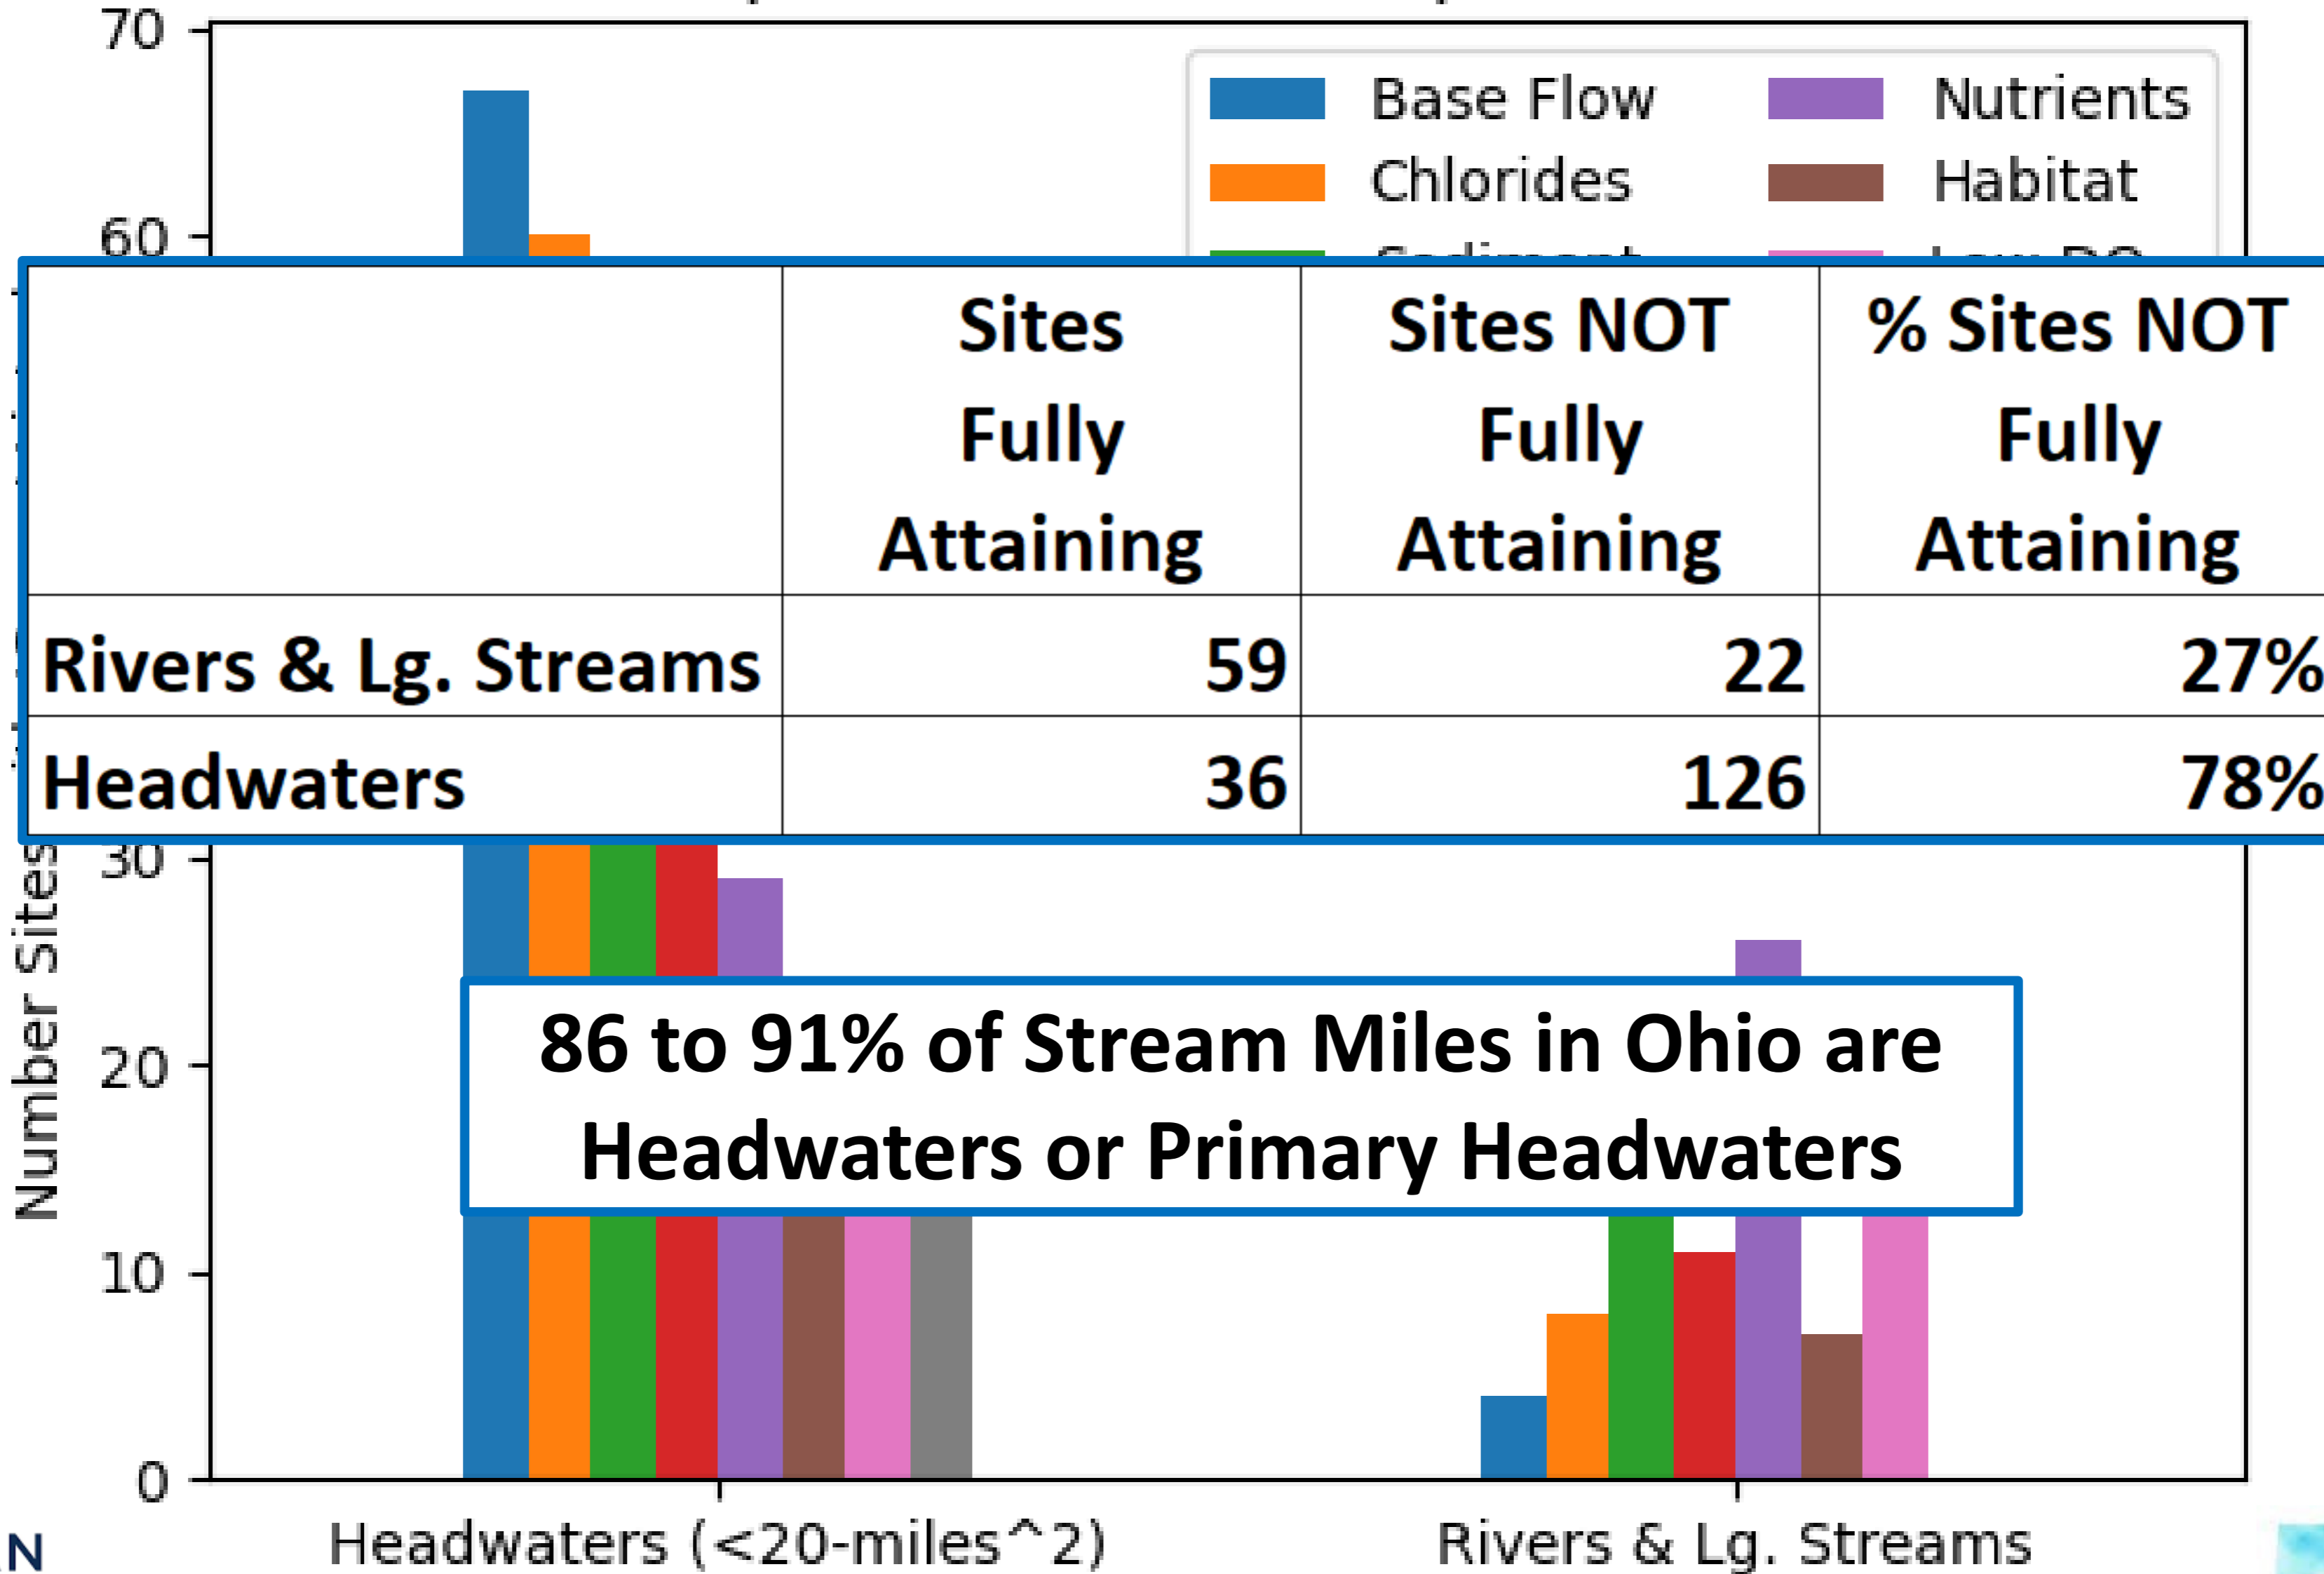 70
Base Flow
Nutrients
Chlorides
Habitat
60
Sites Fully Attaining
Sites NOT Fully Attaining
% Sites NOT Fully Attaining
Rivers & Lg. Streams 59 22 27%
Headwaters 36 126 78%
30
Number Sites
86 to 91% of Stream Miles in Ohio are
Headwaters or Primary Headwaters
20
10
0
Headwaters (<20-miles^2)
Rivers & Lg. Streams
N